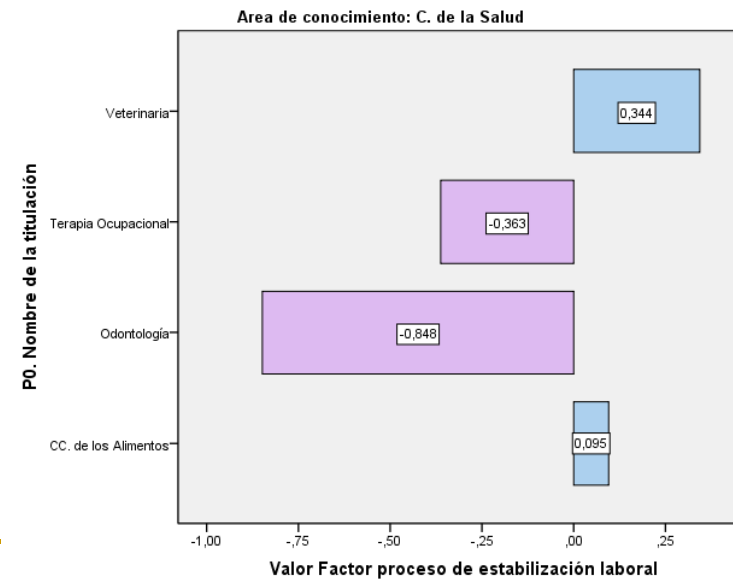 Area de conocimiento: C. de la Salud
P0. Nombre de la titulación
Veterinaria
0,344
Terapia Ocupacional
-0,363
Odontología
-0,848
CC. de los Alimentos
0,095
-1,00 -,75 -,50 -,25 ,00 ,25
Valor Factor proceso de estabilización laboral